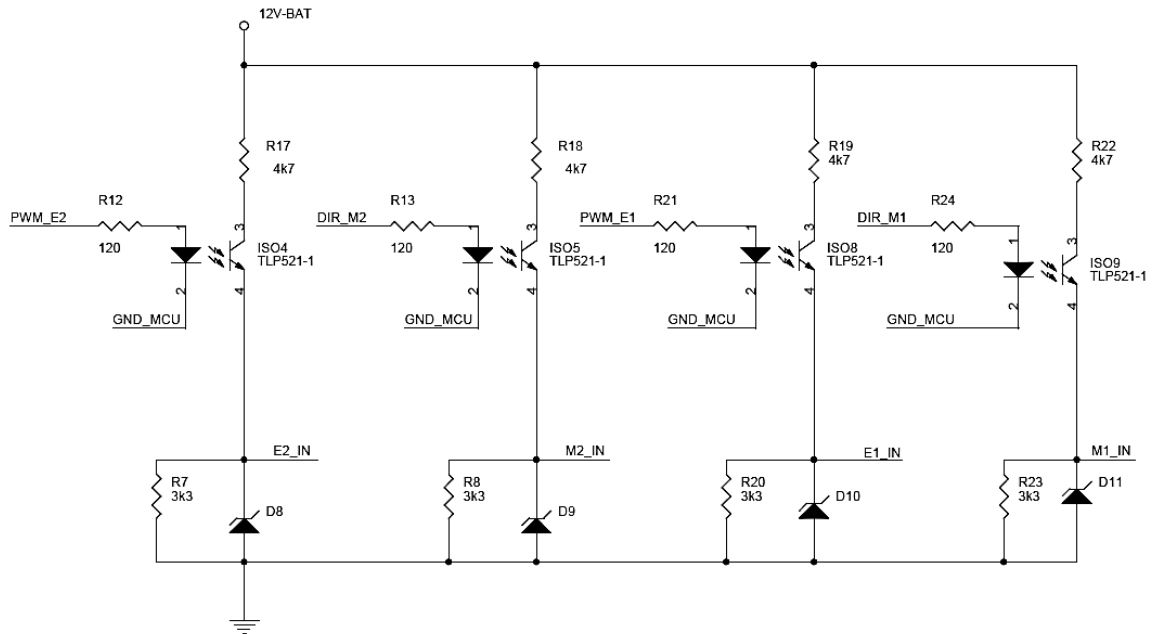 12V-BAT
R17
4k7
R18
4k7
R19
4k7
R22
4k7
PWM_E2
R12
120
1
2
3
4
ISO4
TLP521-1
GND_MCU
DIR_M2
R13
120
1
2
3
4
ISO5
TLP521-1
GND_MCU
PWM_E1
R21
120
1
2
3
4
ISO8
TLP521-1
GND_MCU
DIR_M1
R24
120
1
2
3
4
ISO9
TLP521-1
GND_MCU
E2_IN
R7
3k3
D8
M2_IN
R8
3k3
D9
E1_IN
R20
3k3
D10
M1_IN
R23
3k3
D11